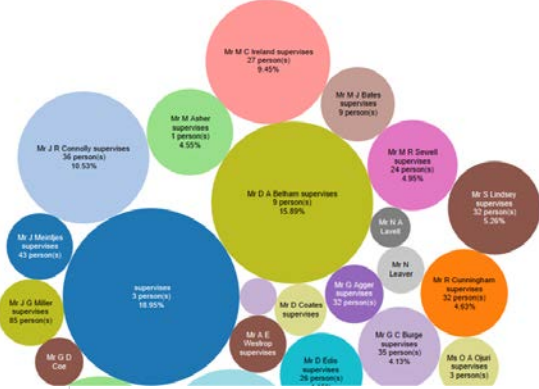 Mr M C Ireland supervises
27 person(s)
9.45%
Mr M J Bates
supervises
9 person(s)
Mr M Asher
supervises
1 person(s)
4.55%
Mr J R Connolly supervises
36 person(s)
10.53%
Mr M R Sewell
supervises
24 person(s)
4.95%
Mr D A Belham supervises
9 person(s)
15.89%
Mr S Lindsey
supervises
32 person(s)
5.26%
Mr N A
Lavell
Mr J Meintjes
supervises
43 person(s)
Mr N
Leaver
supervises
3 person(s)
18.95%
Mr G Agger
supervises
32 person(s)
Mr R Cunningham
supervises
32 person(s)
4.63%
Mr J G Miller
supervises
85 person(s)
Mr D Coates
supervises
Mr A E
Westrop
supervises
Mr G C Burge
supervises
35 person(s)
4.13%
Mr G D
Coe
Mr D Edis
supervises
26 person(s)
Ms O A Ojuri
supervises
3 person(s)